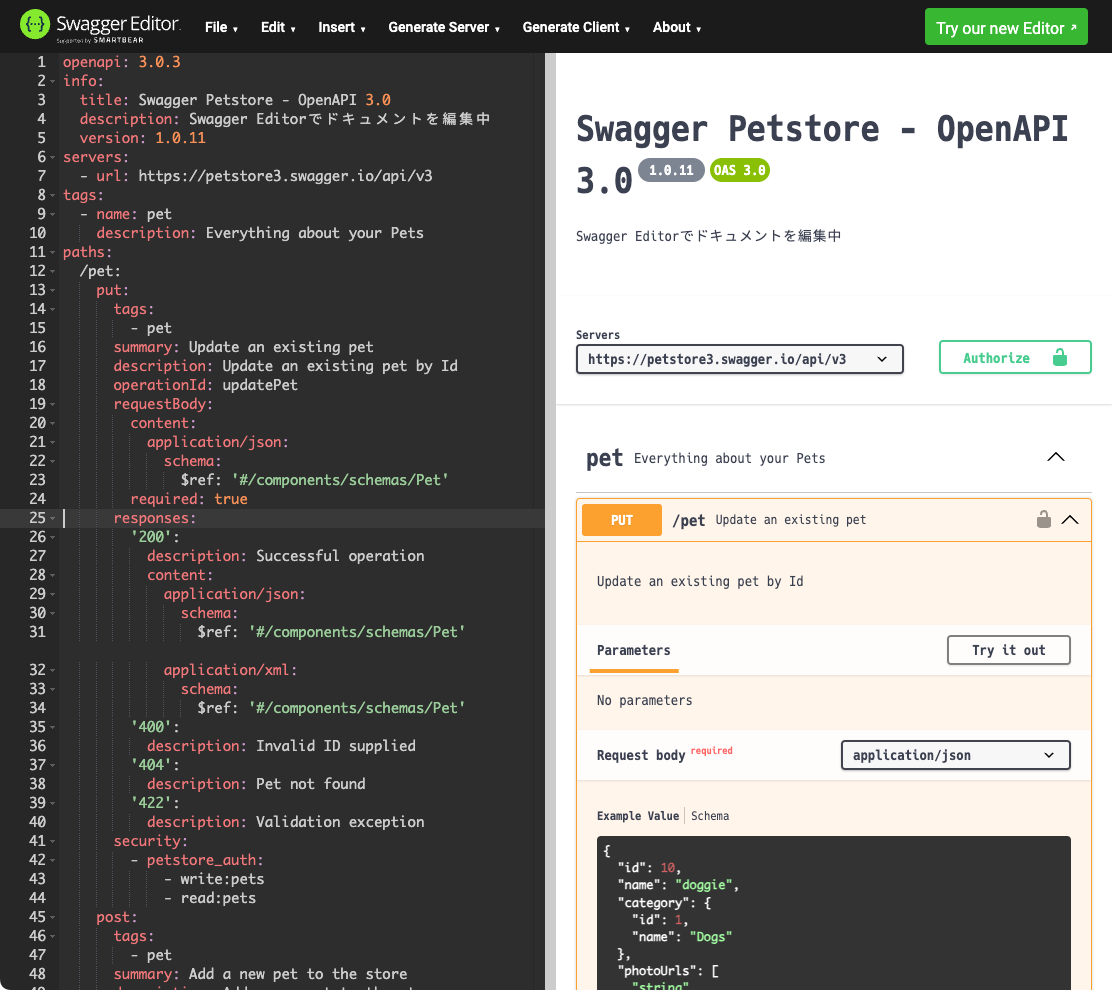 Swagger Editor.
Supported by SMARTBEAR
File ▾ Edit ▾ Insert ▾ Generate Server ▾ Generate Client ▾ About ▾
Try our new Editor ↗
1 openapi: 3.0.3
2 info:
3 title: Swagger Petstore - OpenAPI 3.0
4 description: Swagger Editorでドキュメントを編集中
5 version: 1.0.11
6 servers:
7 - url: https://petstore3.swagger.io/api/v3
8 tags:
9 - name: pet
10 description: Everything about your Pets
11 paths:
12 /pet:
13 put:
14 tags:
15 - pet
16 summary: Update an existing pet
17 description: Update an existing pet by Id
18 operationId: updatePet
19 requestBody:
20 content:
21 application/json:
22 schema:
23 $ref: '#/components/schemas/Pet'
24 required: true
25 responses:
26 '200':
27 description: Successful operation
28 content:
29 application/json:
30 schema:
31 $ref: '#/components/schemas/Pet'
32 application/xml:
33 schema:
34 $ref: '#/components/schemas/Pet'
35 '400':
36 description: Invalid ID supplied
37 '404':
38 description: Pet not found
39 '422':
40 description: Validation exception
41 security:
42 - petstore_auth:
43 - write:pets
44 - read:pets
45 post:
46 tags:
47 - pet
48 summary: Add a new pet to the store
Swagger Petstore - OpenAPI
3.0 1.0.11 OAS 3.0
Swagger Editorでドキュメントを編集中
Servers
https://petstore3.swagger.io/api/v3
Authorize
pet Everything about your Pets
PUT /pet Update an existing pet
Update an existing pet by Id
Parameters
Try it out
No parameters
Request body required
application/json
Example Value Schema
{
"id": 10,
"name": "doggie",
"category": {
"id": 1,
"name": "Dogs"
},
"photoUrls": [
"string"